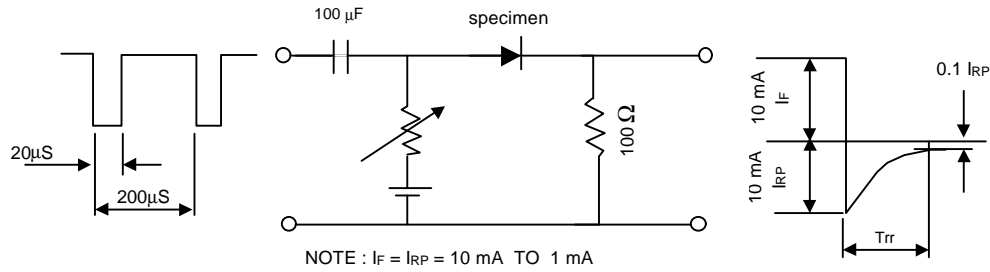 100 μF
specimen
20μS
200μS
100 Ω
10 mA
IF
10 mA
IRP
0.1 IRP
Trr
NOTE : IF = IRP = 10 mA TO 1 mA